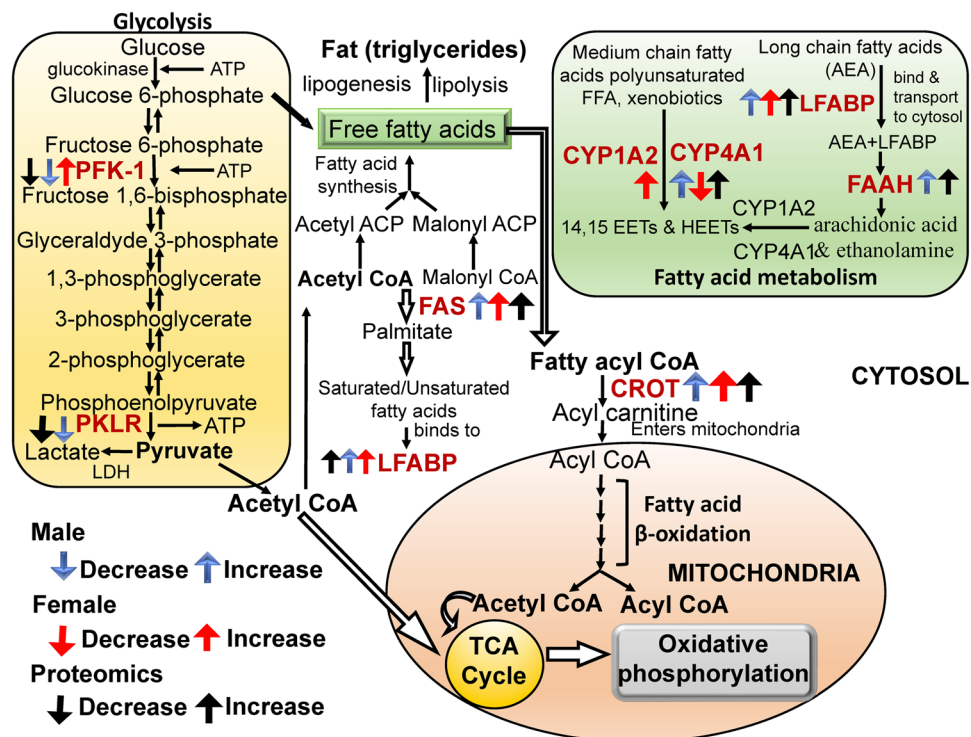 Glycolysis
Glucose
glucokinase
ATP
Glucose 6-phosphate
Fructose 6-phosphate
PFK-1
ATP
Fructose 1,6-bisphosphate
Glyceraldyde 3-phosphate
1,3-phosphoglycerate
3-phosphoglycerate
2-phosphoglycerate
Phosphoenolpyruvate
PKLR
ATP
Lactate
Pyruvate
LDH
Acetyl CoA
Fat (triglycerides)
lipogenesis
lipolysis
Free fatty acids
Fatty acid
synthesis
Acetyl ACP
Malonyl ACP
Acetyl CoA
Malonyl CoA
FAS
Palmitate
Saturated/Unsaturated
fatty acids
binds to
LFABP
Medium chain fatty
acids polyunsaturated
FFA, xenobiotics
Long chain fatty acids
(AEA)
bind &
transport
to cytosol
LFABP
AEA+LFABP
CYP1A2
CYP4A1
FAAH
14,15 EETs & HEETs
CYP1A2
CYP4A1
arachidonic acid
& ethanolamine
Fatty acid metabolism
Fatty acyl CoA
CROT
Acyl carnitine
Enters mitochondria
CYTOSOL
Acyl CoA
Fatty acid
β-oxidation
MITOCHONDRIA
Acetyl CoA
Acyl CoA
TCA
Cycle
Oxidative
phosphorylation
Male
Decrease
Increase
Female
Decrease
Increase
Proteomics
Decrease
Increase